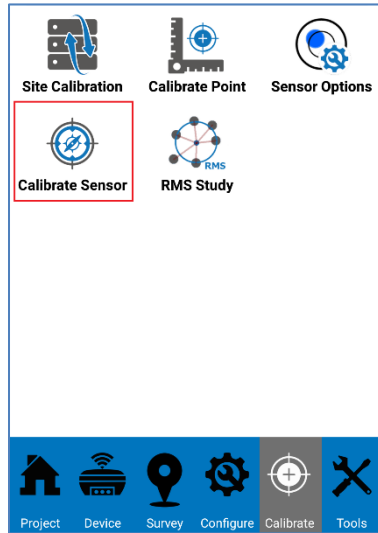 Site Calibration Calibrate Point Sensor Options
RMS
Calibrate Sensor RMS Study
Project Device Survey Configure Calibrate Tools